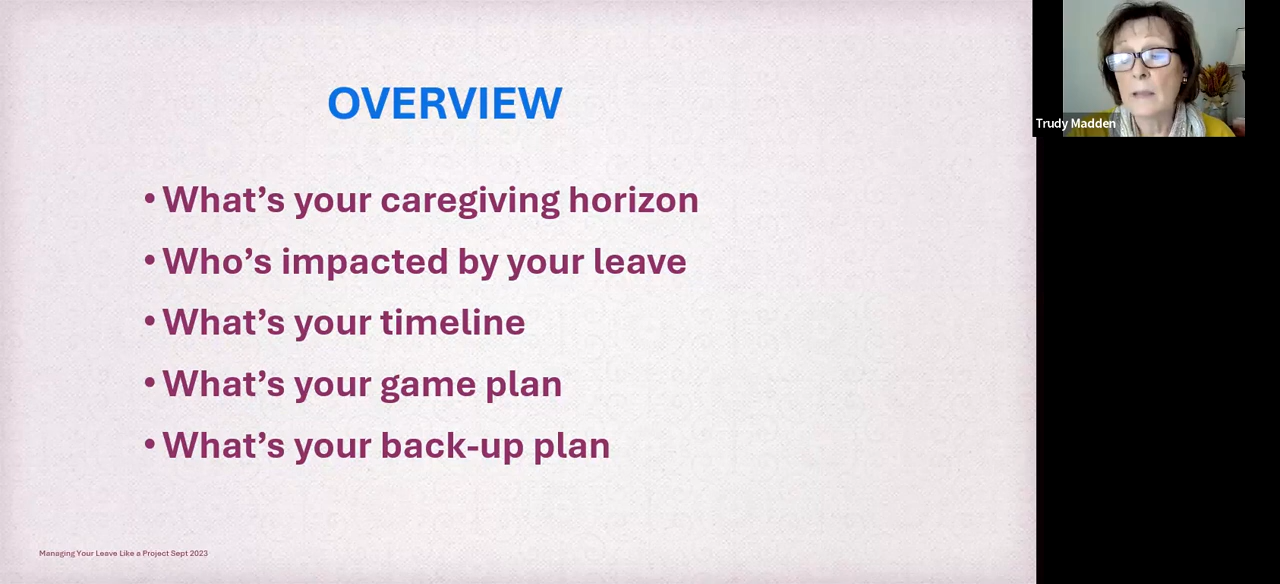 OVERVIEW
• What’s your caregiving horizon
• Who’s impacted by your leave
• What’s your timeline
• What’s your game plan
• What’s your back-up plan
Managing Your Leave Like a Project Sept 2023
Trudy Madden